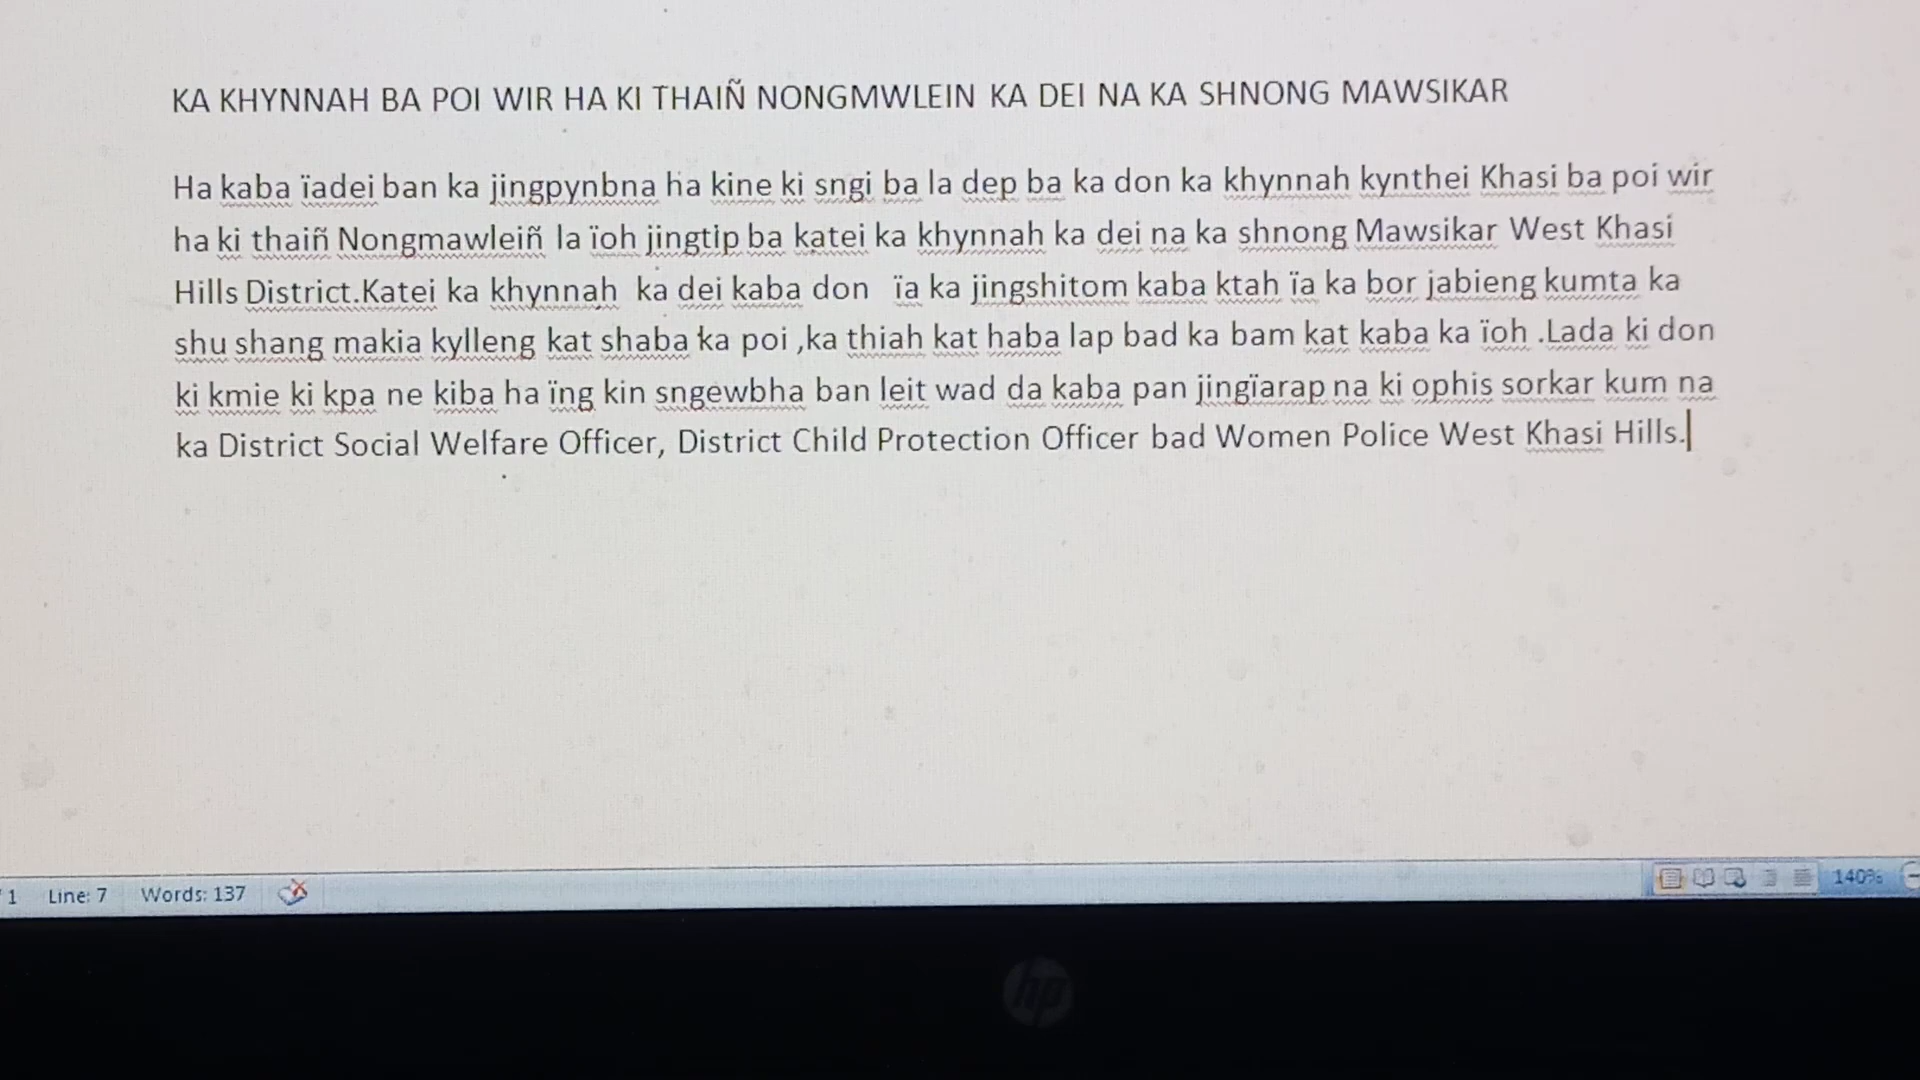 KA KHYNNAH BA POI WIR HA KI THAIÑ NONGMWLEIN KA DEI NA KA SHNONG MAWSIKAR
Ha kaba ïadei ban ka jingpynbna ha kine ki sngi ba la dep ba ka don ka khynnah kynthei Khasi ba poi wir
ha ki thaiñ Nongmawleiñ la ïoh jingtip ba katei ka khynnah ka dei na ka shnong Mawsikar West Khasi
Hills District.Katei ka khynnah ka dei kaba don ïa ka jingshitom kaba ktah ïa ka bor jabieng kumta ka
shu shang makia kylleng kat shaba ka poi ,ka thiah kat haba lap bad ka bam kat kaba ka ïoh .Lada ki don
ki kmie ki kpa ne kiba ha ïng kin sngewbha ban leit wad da kaba pan jingïarap na ki ophis sorkar kum na
ka District Social Welfare Officer, District Child Protection Officer bad Women Police West Khasi Hills.
1 Line: 7 Words: 137 140%
hp